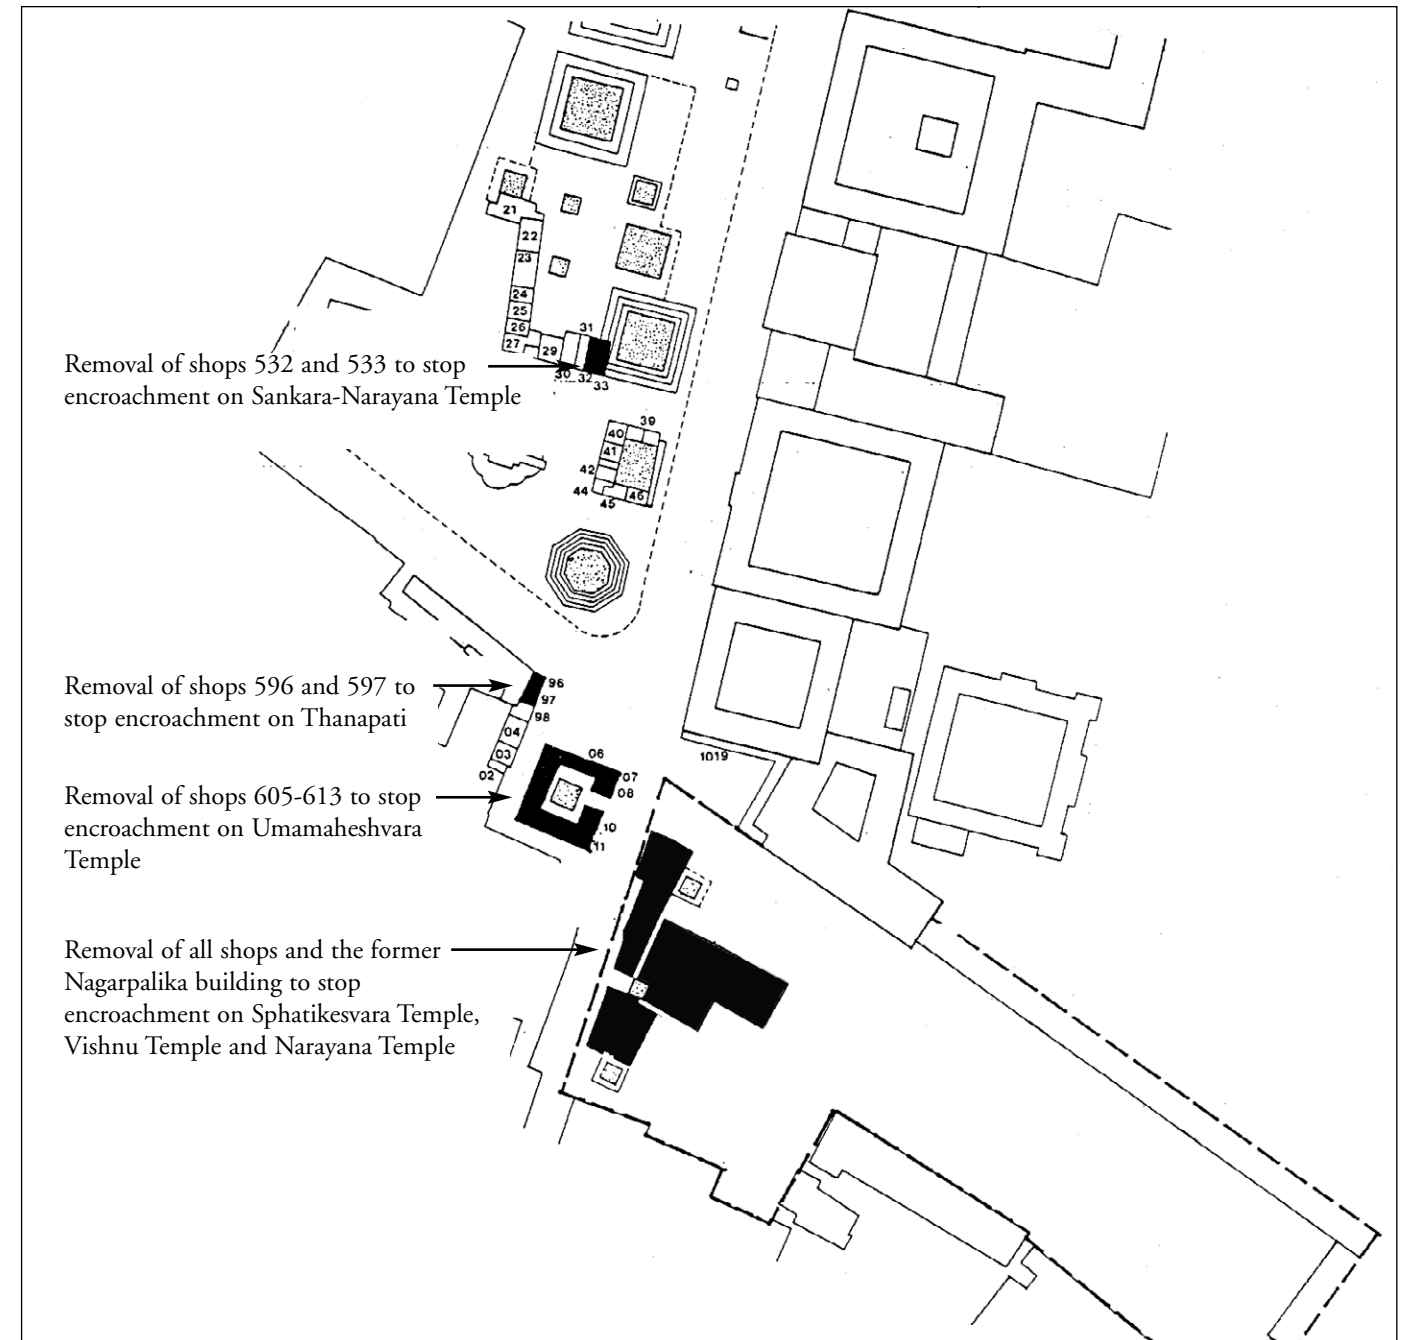 21
22
23
24
25
26
27
29
30
31
32
33
Removal of shops 532 and 533 to stop
encroachment on Sankara-Narayana Temple
39
40
41
42
44
45
46
Removal of shops 596 and 597 to
stop encroachment on Thanapati
96
97
98
04
03
02
06
07
08
10
11
1019
Removal of shops 605-613 to stop
encroachment on Umamaheshvara
Temple
Removal of all shops and the former
Nagarpalika building to stop
encroachment on Sphatikesvara Temple,
Vishnu Temple and Narayana Temple